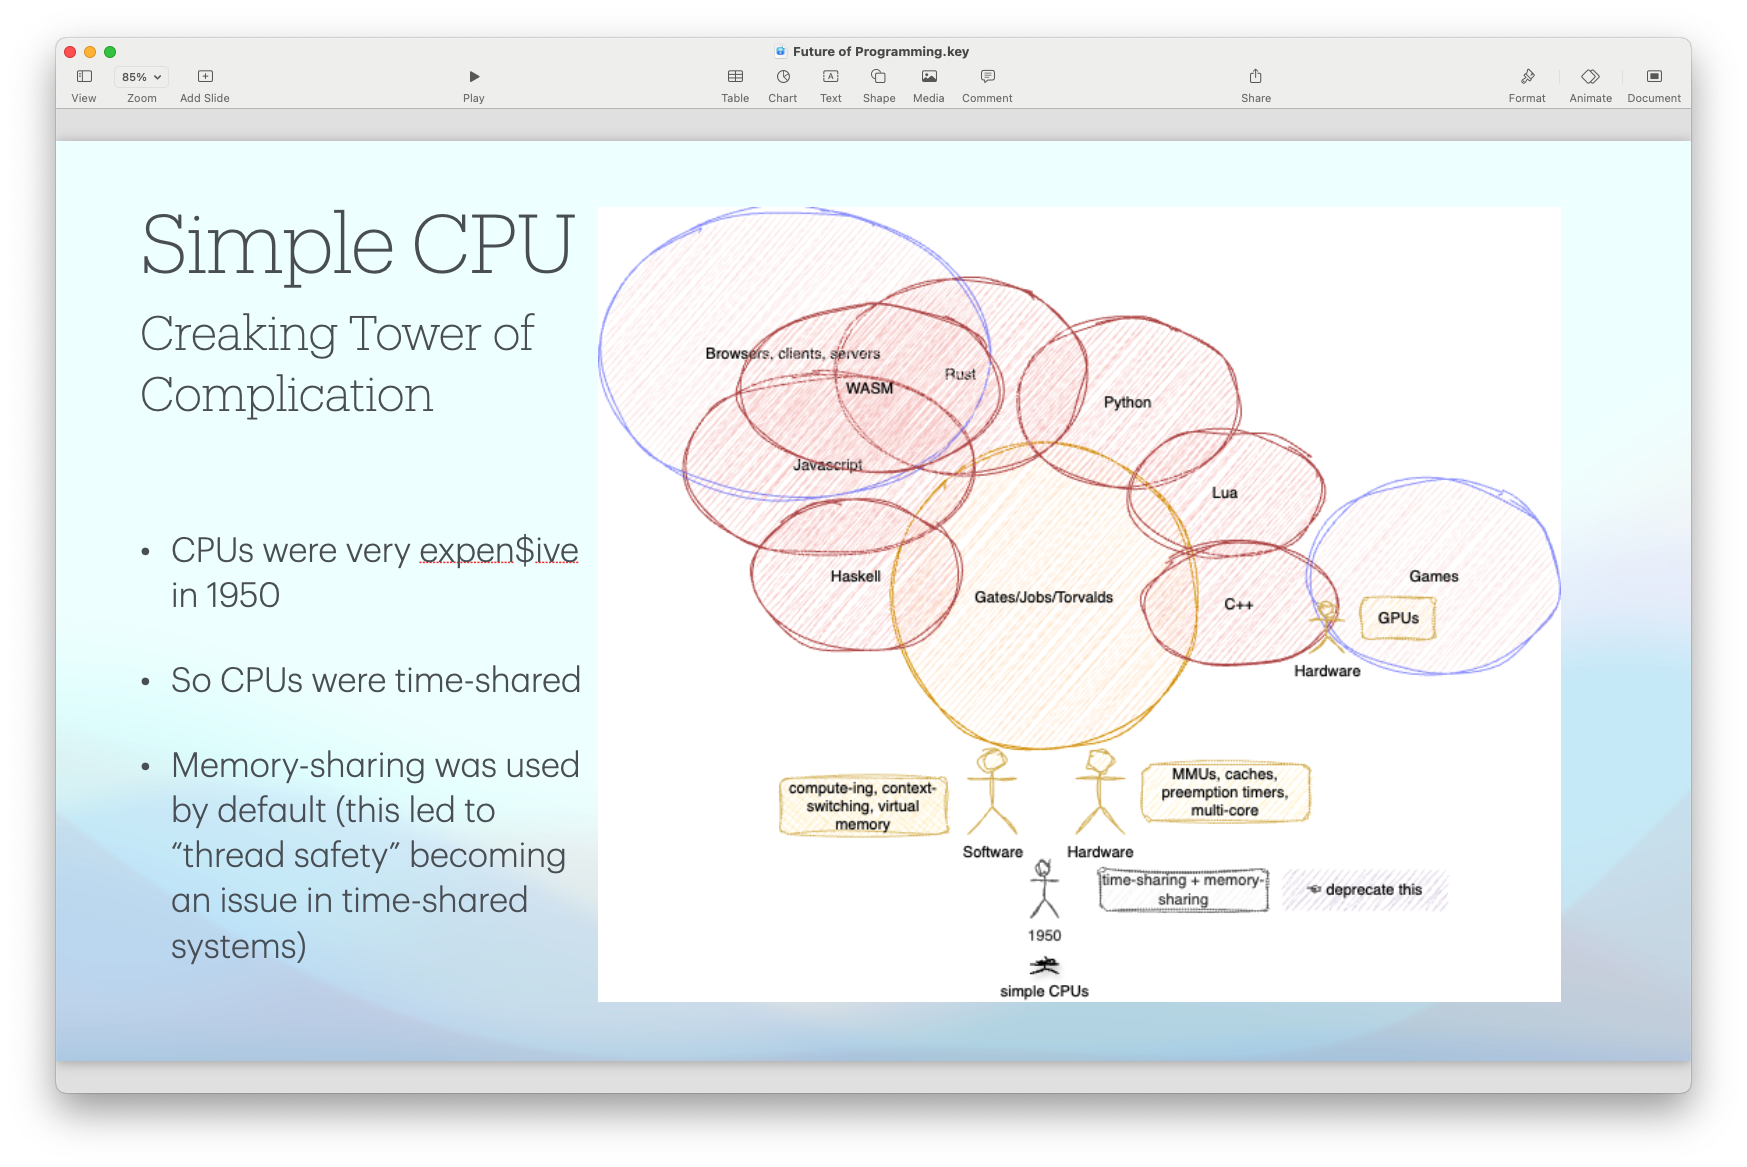 Future of Programming.key
85%
View
Zoom
Add Slide
Play
Table
Chart
Text
Shape
Media
Comment
Share
Format
Animate
Document
Simple CPU
Creaking Tower of
Complication
• CPUs were very expen$ive
in 1950
• So CPUs were time-shared
• Memory-sharing was used
by default (this led to
“thread safety” becoming
an issue in time-shared
systems)
Browsers, clients, servers
Rust
WASM
Python
Javascript
Lua
Haskell
Gates/Jobs/Torvalds
C++
Games
GPUs
Hardware
compute-ing, context-
switching, virtual
memory
MMUs, caches,
preemption timers,
multi-core
Software
Hardware
time-sharing + memory-
sharing
☜ deprecate this
1950
simple CPUs